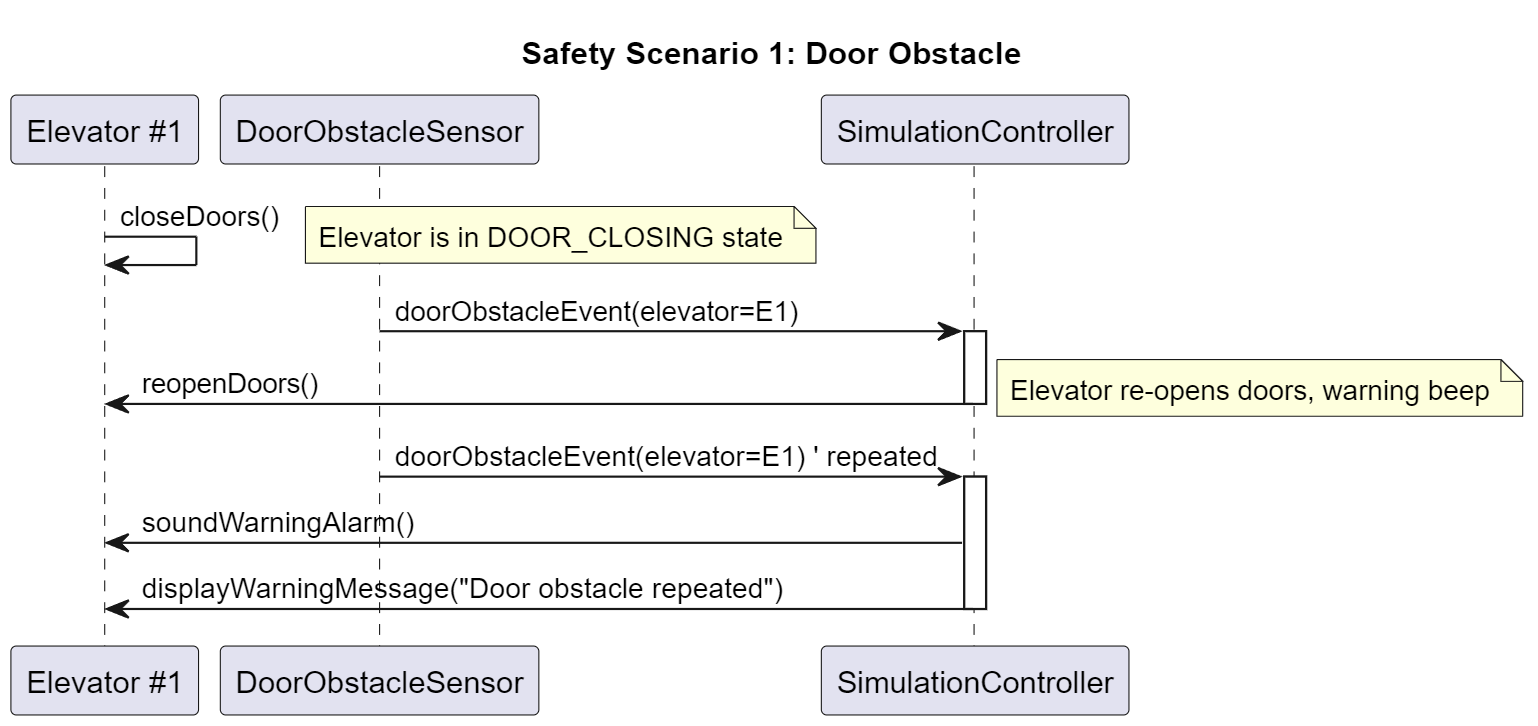 Safety Scenario 1: Door Obstacle
Elevator #1
DoorObstacleSensor
SimulationController
closeDoors()
Elevator is in DOOR_CLOSING state
doorObstacleEvent(elevator=E1)
reopenDoors()
Elevator re-opens doors, warning beep
doorObstacleEvent(elevator=E1) ' repeated
soundWarningAlarm()
displayWarningMessage("Door obstacle repeated")
Elevator #1
DoorObstacleSensor
SimulationController